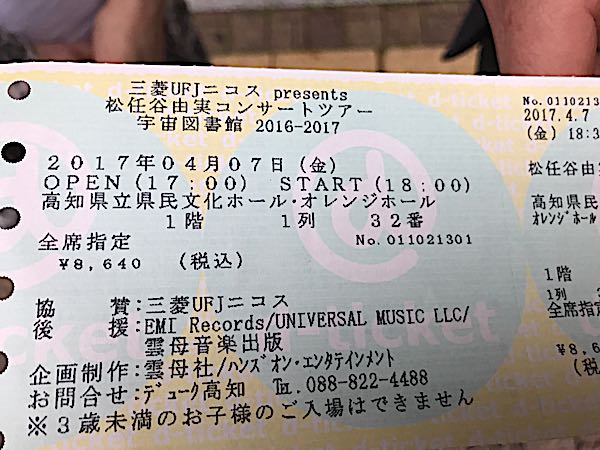 三菱UFJニコス presents
松任谷由実コンサートツアー
宇宙図書館 2016-2017
2017年04月07日(金)
OPEN(17:00) START(18:00)
高知県立県民文化ホール・オレンジホール
1階 1列 32番
全席指定 No.011021301
¥8,640 (税込)
協 賛:三菱UFJニコス
後 援:EMI Records/UNIVERSAL MUSIC LLC/
雲母音楽出版
企画制作:雲母社/ハンズオン・エンタテインメント
お問合せ:デューク高知 ℡.088-822-4488
※3歳未満のお子様のご入場はできません
No.0110213
2017.4.7
(金) 18:
松任谷由実
高知県民
オレンジホール
1階
1列
全席指定
¥8,6
(税
d-ticket